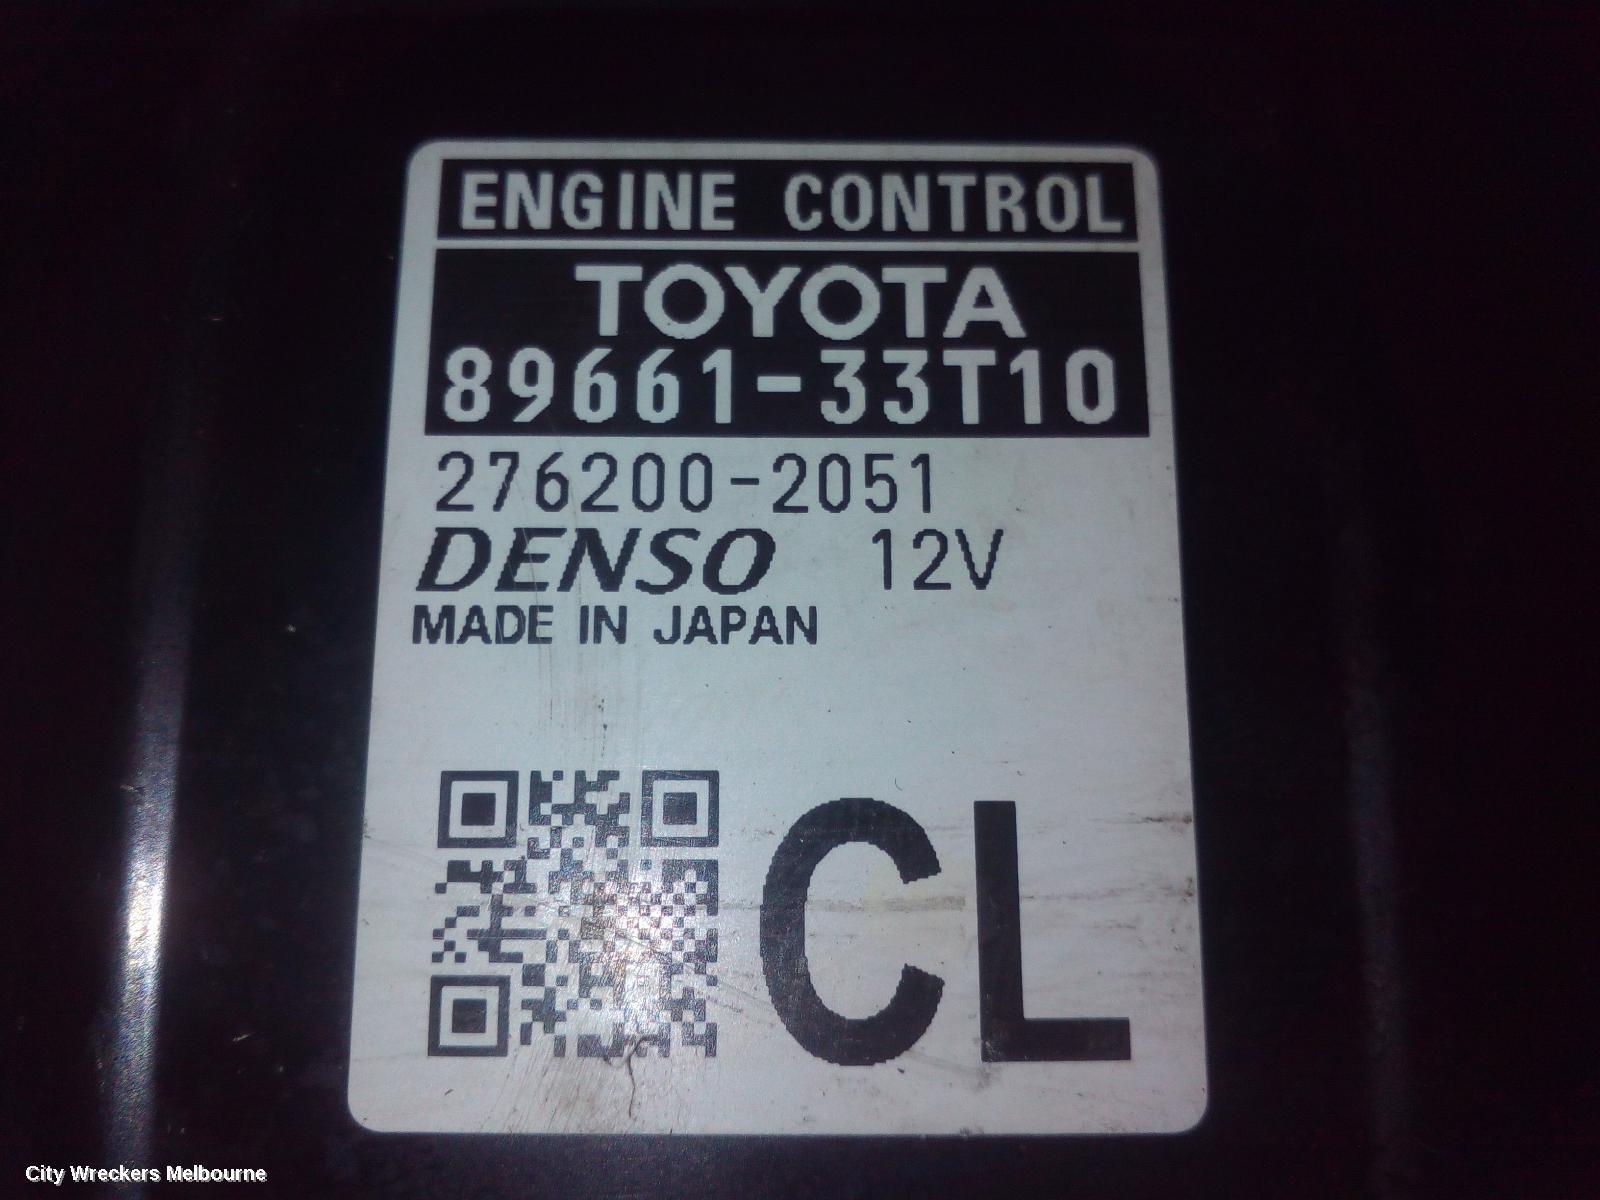 ENGINE CONTROL
TOYOTA
89661-33T10
276200-2051
DENSO 12V
MADE IN JAPAN
CL
City Wreckers Melbourne